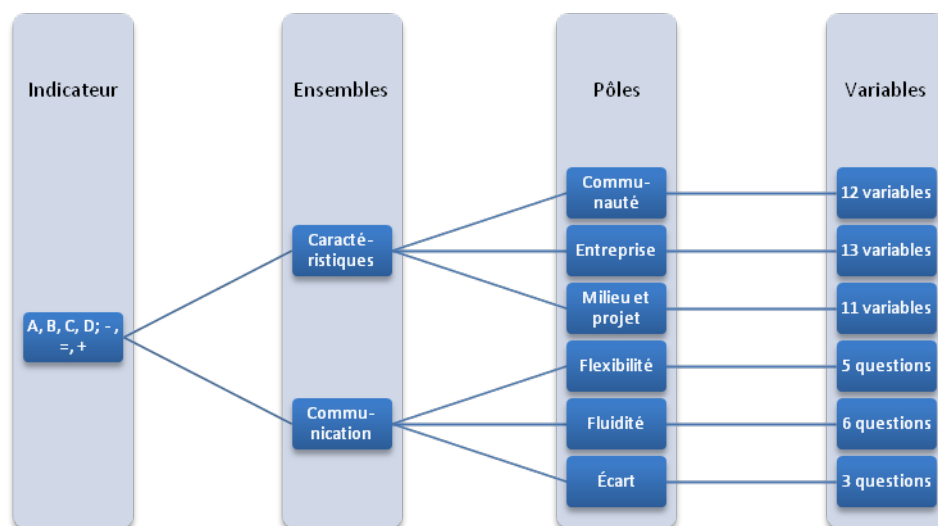 Indicateur
Ensembles
Pôles
Variables
Commu-
nauté
12 variables
Caracté-
ristiques
Entreprise
13 variables
Milieu et
projet
11 variables
A, B, C, D; - ,
=, +
Flexibilité
5 questions
Commu-
nication
Fluidité
6 questions
Écart
3 questions